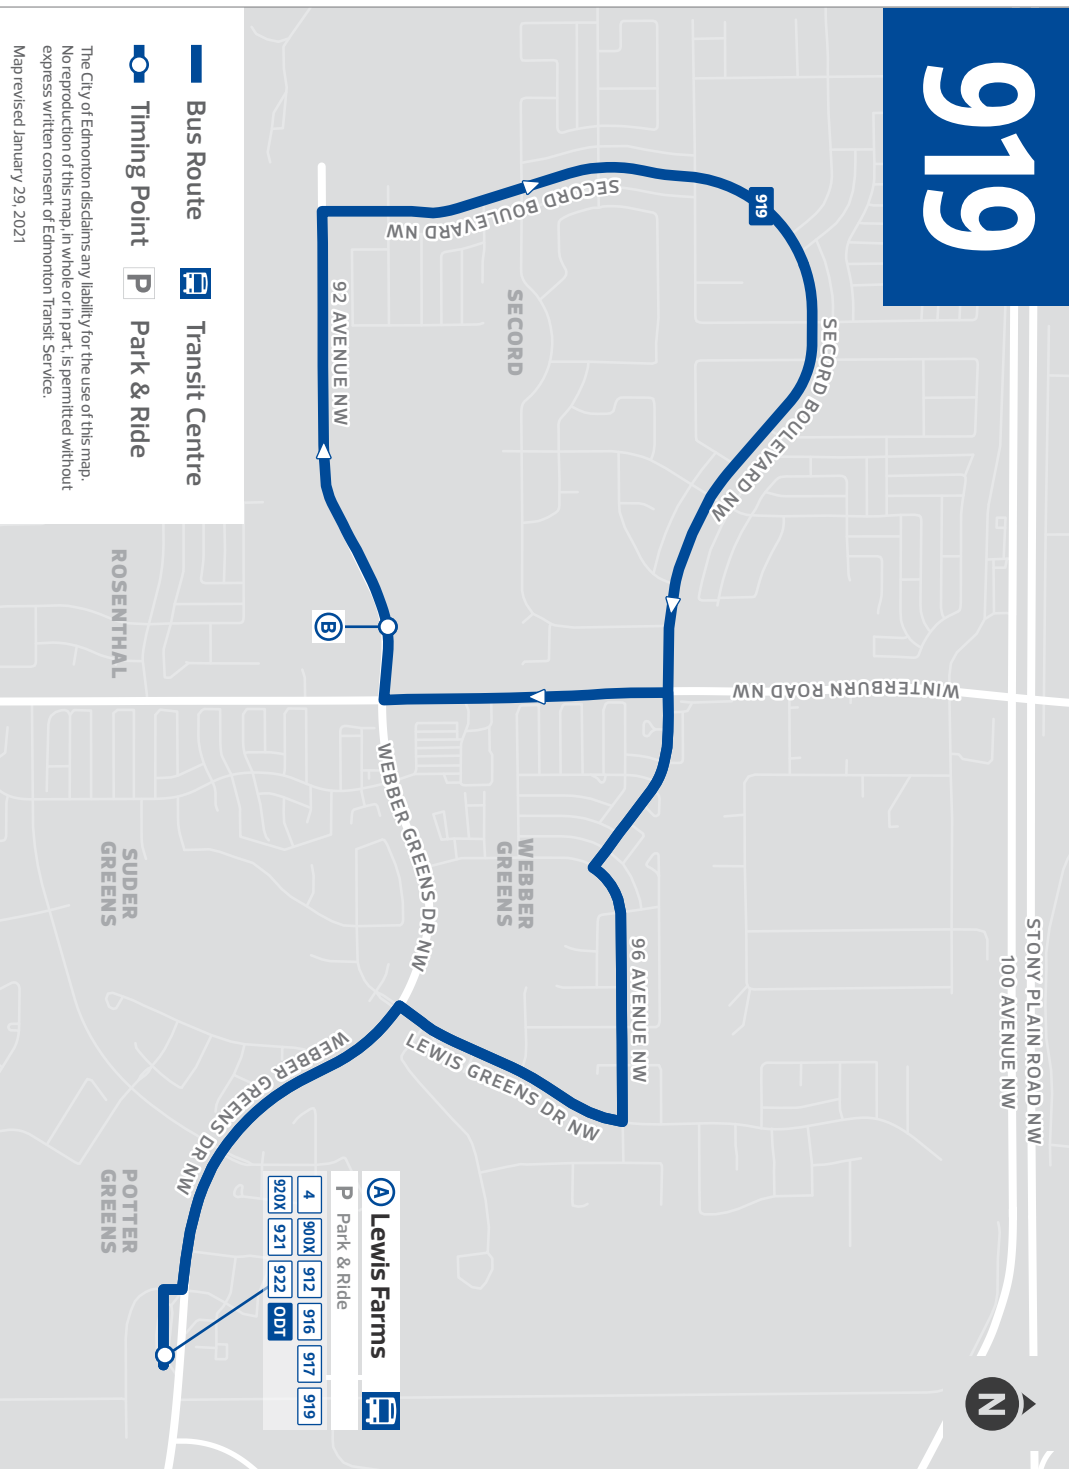 919
STONY PLAIN ROAD NW
100 AVENUE NW
WINTERBURN ROAD NW
919
SECORD BOULEVARD NW
SECORD BOULEVARD NW
SECORD
92 AVENUE NW
B
96 AVENUE NW
WEBBER
GREENS
WEBBER GREENS DR NW
LEWIS GREENS DR NW
WEBBER GREENS DR NW
ROSENTHAL
SUDER
GREENS
POTTER
GREENS
A Lewis Farms
P Park & Ride
4 900X 912 916 917 919
920X 921 922 ODT
N
Bus Route
Transit Centre
Timing Point
P Park & Ride
The City of Edmonton disclaims any liability for the use of this map.
No reproduction of this map, in whole or in part, is permitted without
express written consent of Edmonton Transit Service.
Map revised January 29, 2021